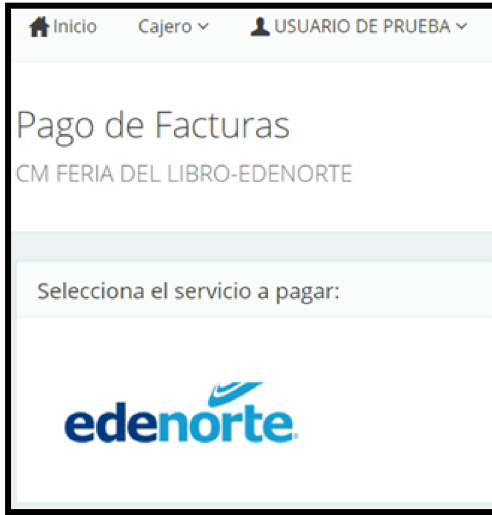 Inicio Cajero USUARIO DE PRUEBA
Pago de Facturas
CM FERIA DEL LIBRO-EDENORTE
Selecciona el servicio a pagar:
edenorte